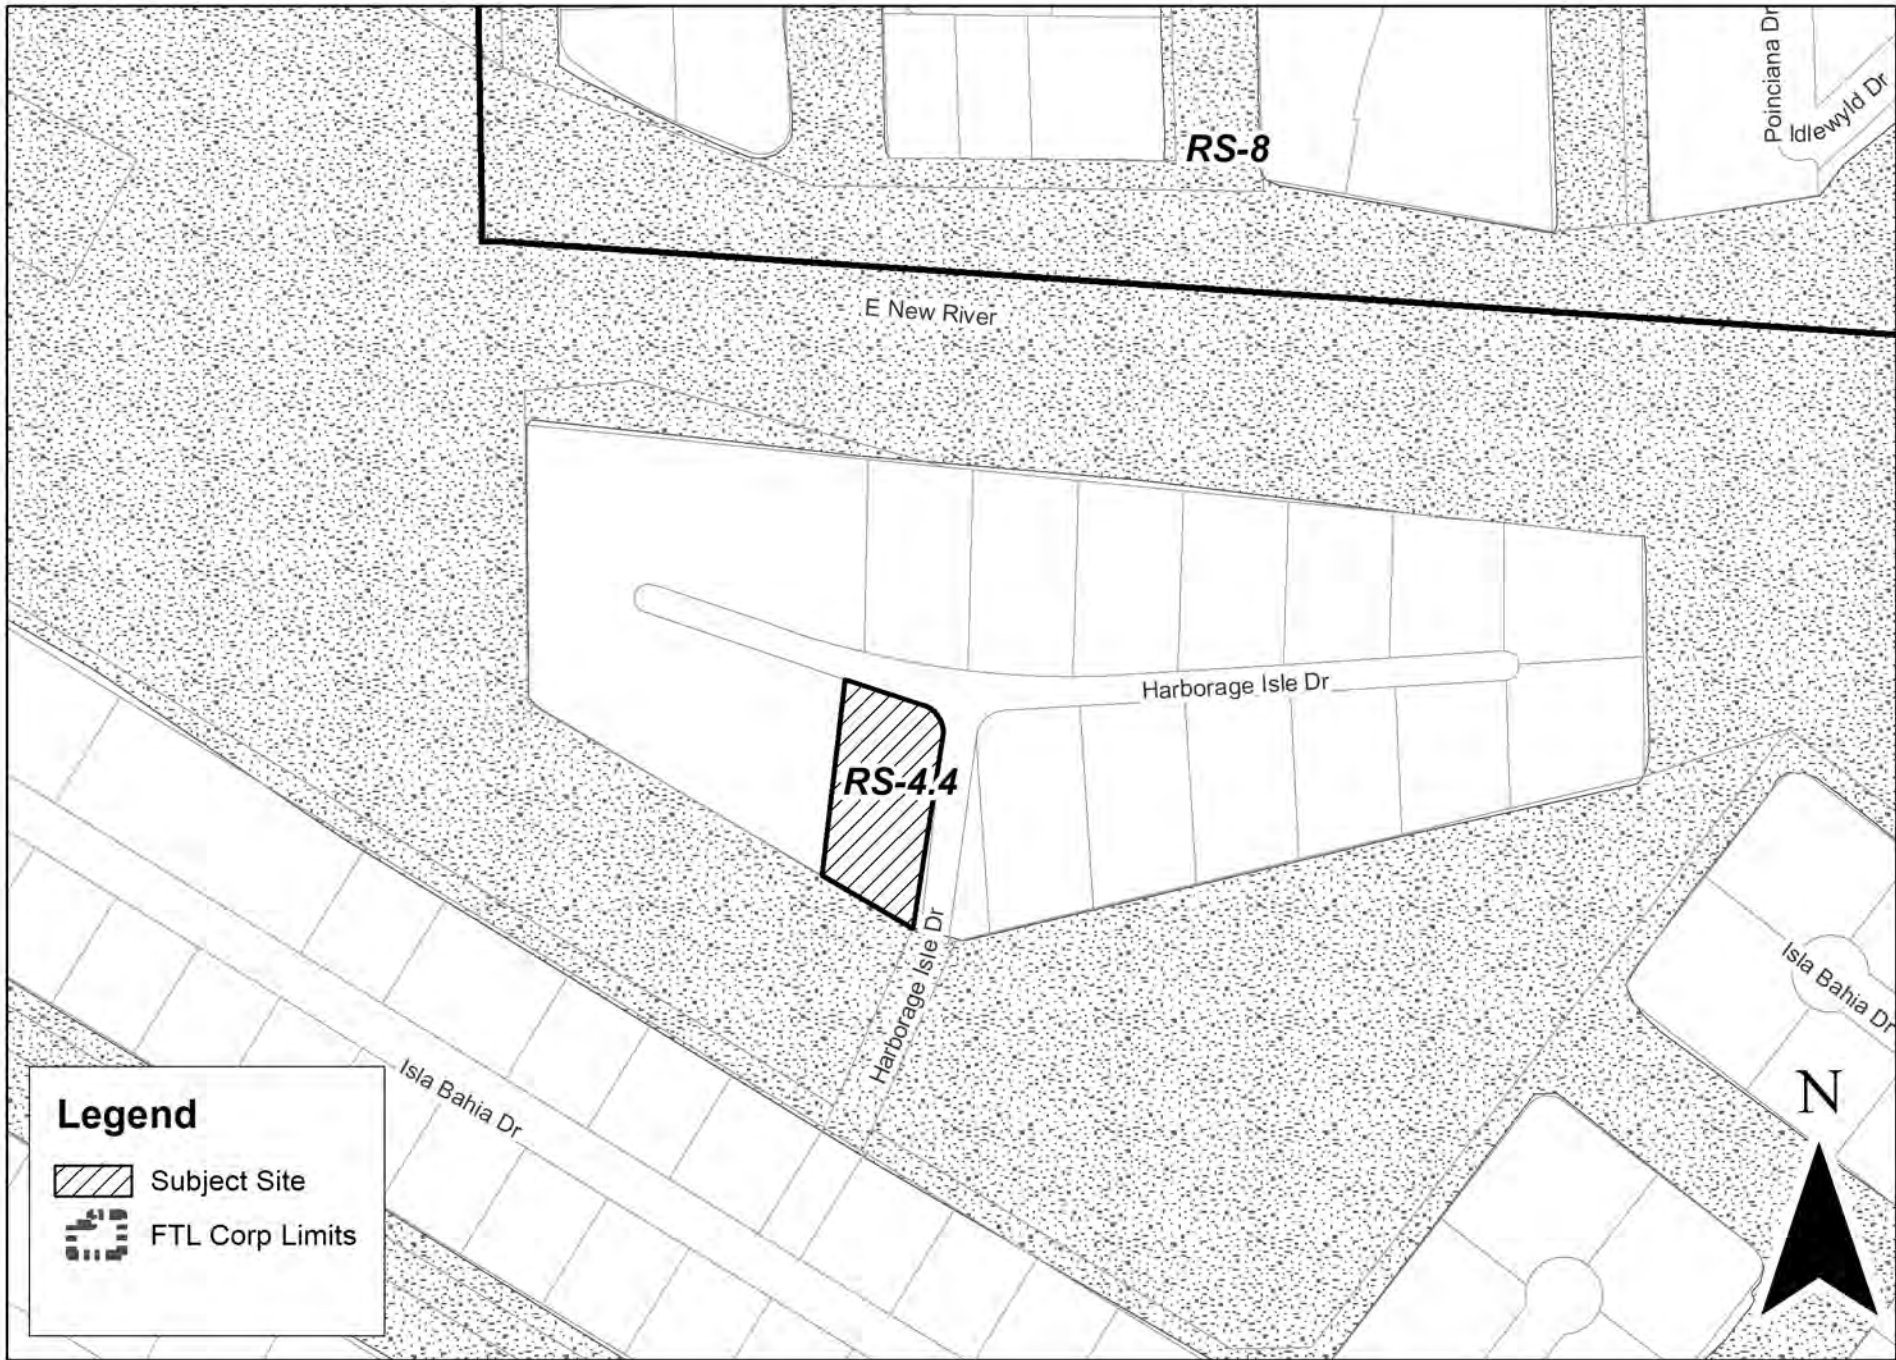 Poinciana Dr
Idlewyld Dr
RS-8
E New River
Harborage Isle Dr
RS-4.4
Harborage Isle Dr
Isla Bahia Dr
Isla Bahia Dr
N
Legend
Subject Site
FTL Corp Limits